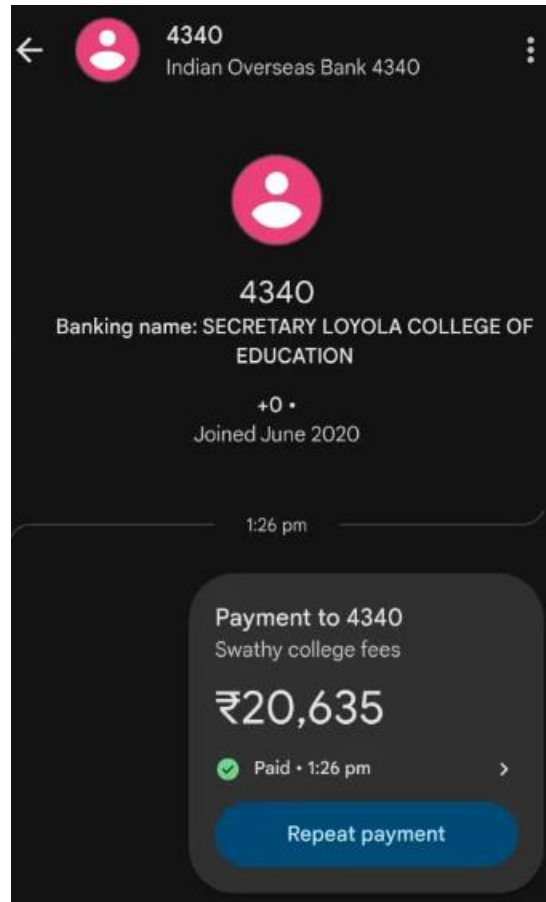 4340
Indian Overseas Bank 4340
4340
Banking name: SECRETARY LOYOLA COLLEGE OF
EDUCATION
+0 •
Joined June 2020
1:26 pm
Payment to 4340
Swathy college fees
₹20,635
Paid • 1:26 pm
Repeat payment